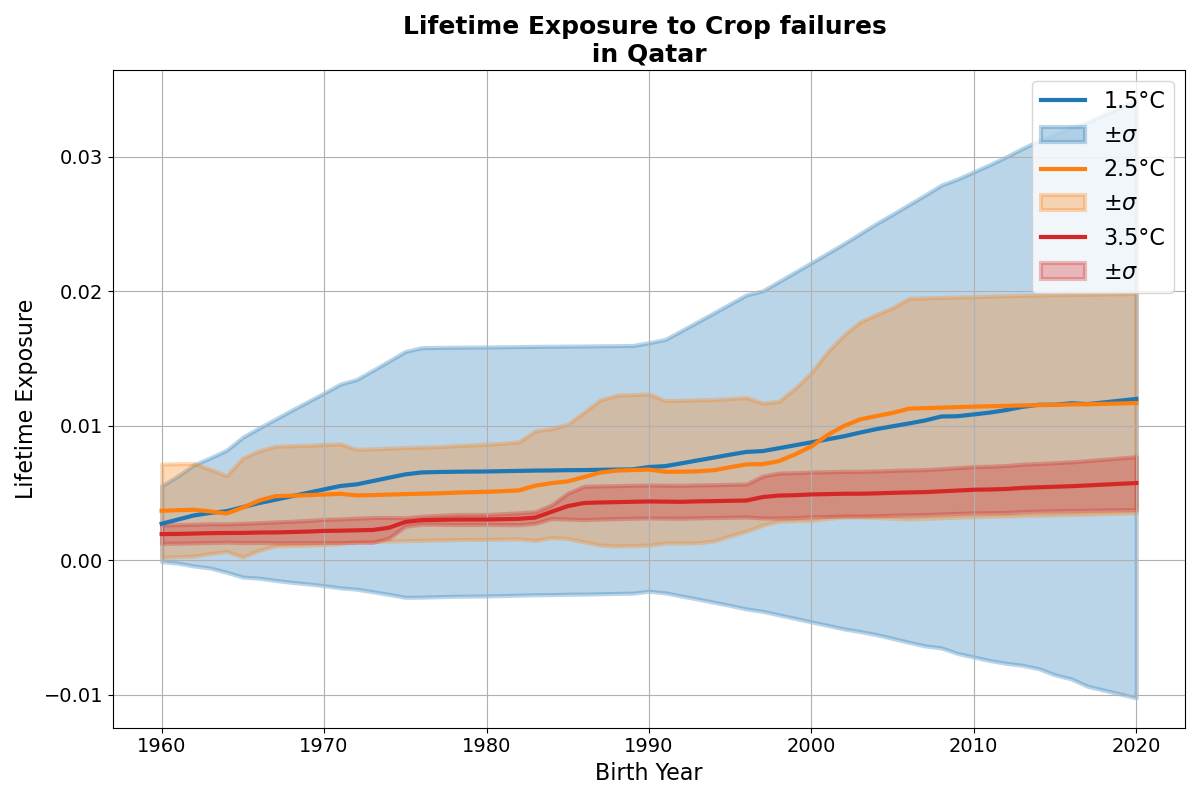 Lifetime Exposure to Crop failures
in Qatar
Lifetime Exposure
0.03
0.02
0.01
0.00
−0.01
1960 1970 1980 1990 2000 2010 2020
Birth Year
1.5°C
±σ
2.5°C
±σ
3.5°C
±σ